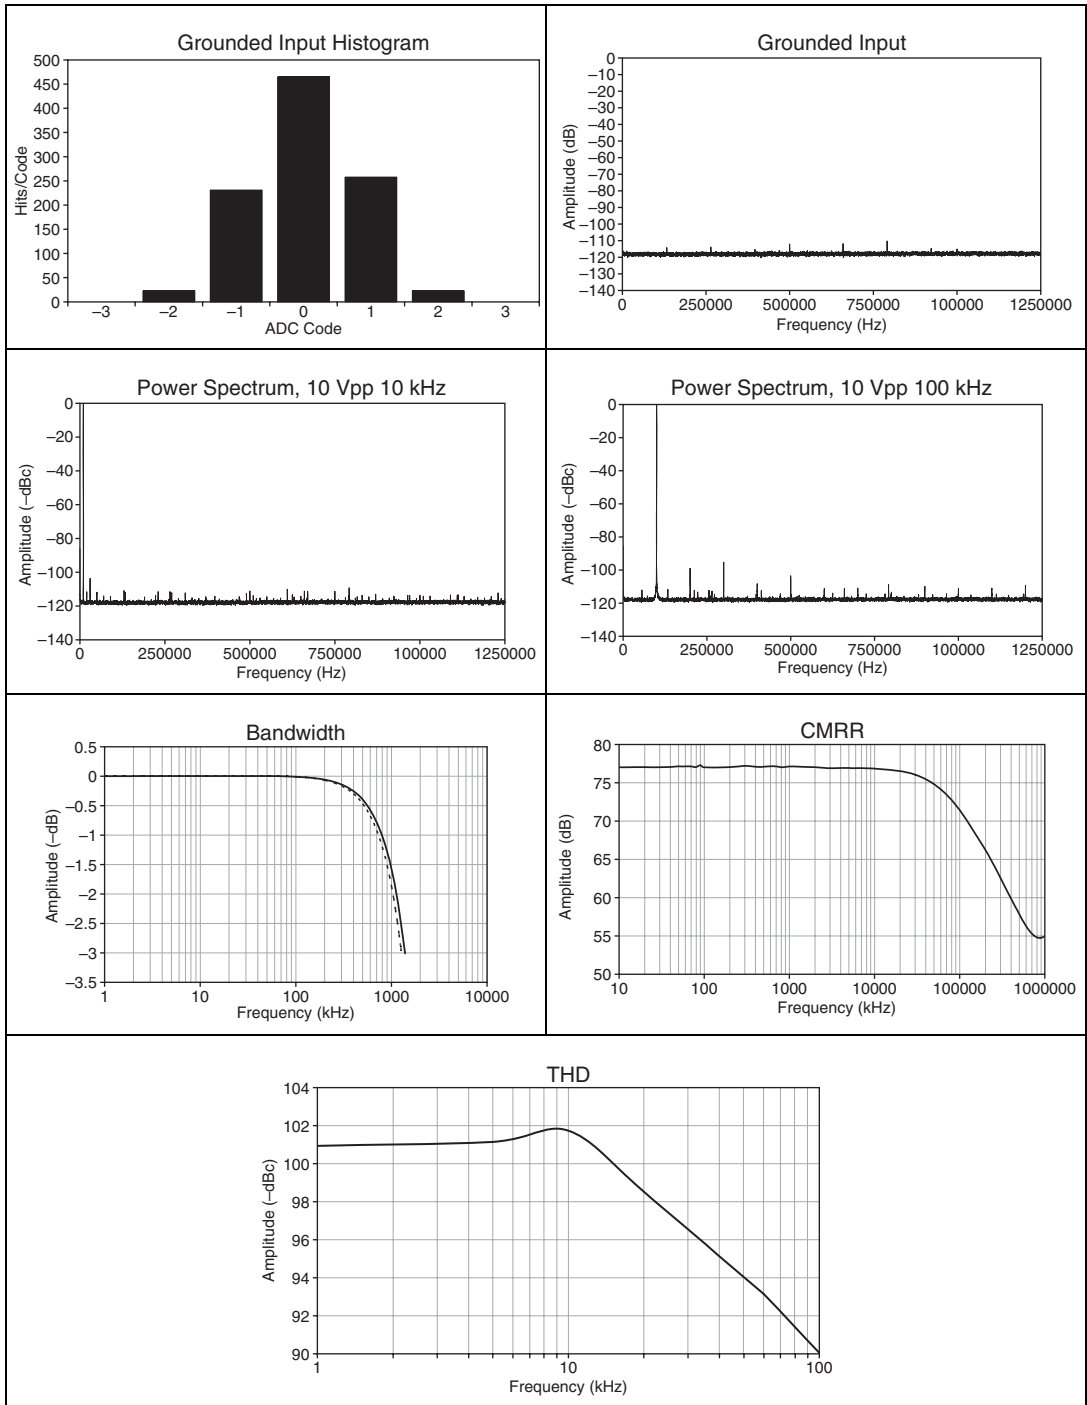 Grounded Input Histogram
500
450
400
350
300
250
200
150
100
50
0
Hits/Code
–3 –2 –1 0 1 2 3
ADC Code
Grounded Input
0
–10
–20
–30
–40
–50
–60
–70
–80
–90
–100
–110
–120
–130
–140
Amplitude (dB)
0 250000 500000 750000 100000 1250000
Frequency (Hz)
Power Spectrum, 10 Vpp 10 kHz
0
–20
–40
–60
–80
–100
–120
–140
Amplitude (–dBc)
0 250000 500000 750000 100000 1250000
Frequency (Hz)
Power Spectrum, 10 Vpp 100 kHz
0
–20
–40
–60
–80
–100
–120
–140
Amplitude (–dBc)
0 250000 500000 750000 100000 1250000
Frequency (Hz)
Bandwidth
0.5
0
–0.5
–1
–1.5
–2
–2.5
–3
–3.5
Amplitude (–dB)
1 10 100 1000 10000
Frequency (kHz)
CMRR
80
75
70
65
60
55
50
Amplitude (dB)
10 100 1000 10000 100000 1000000
Frequency (kHz)
THD
104
102
100
98
96
94
92
90
Amplitude (–dBc)
1 10 100
Frequency (kHz)